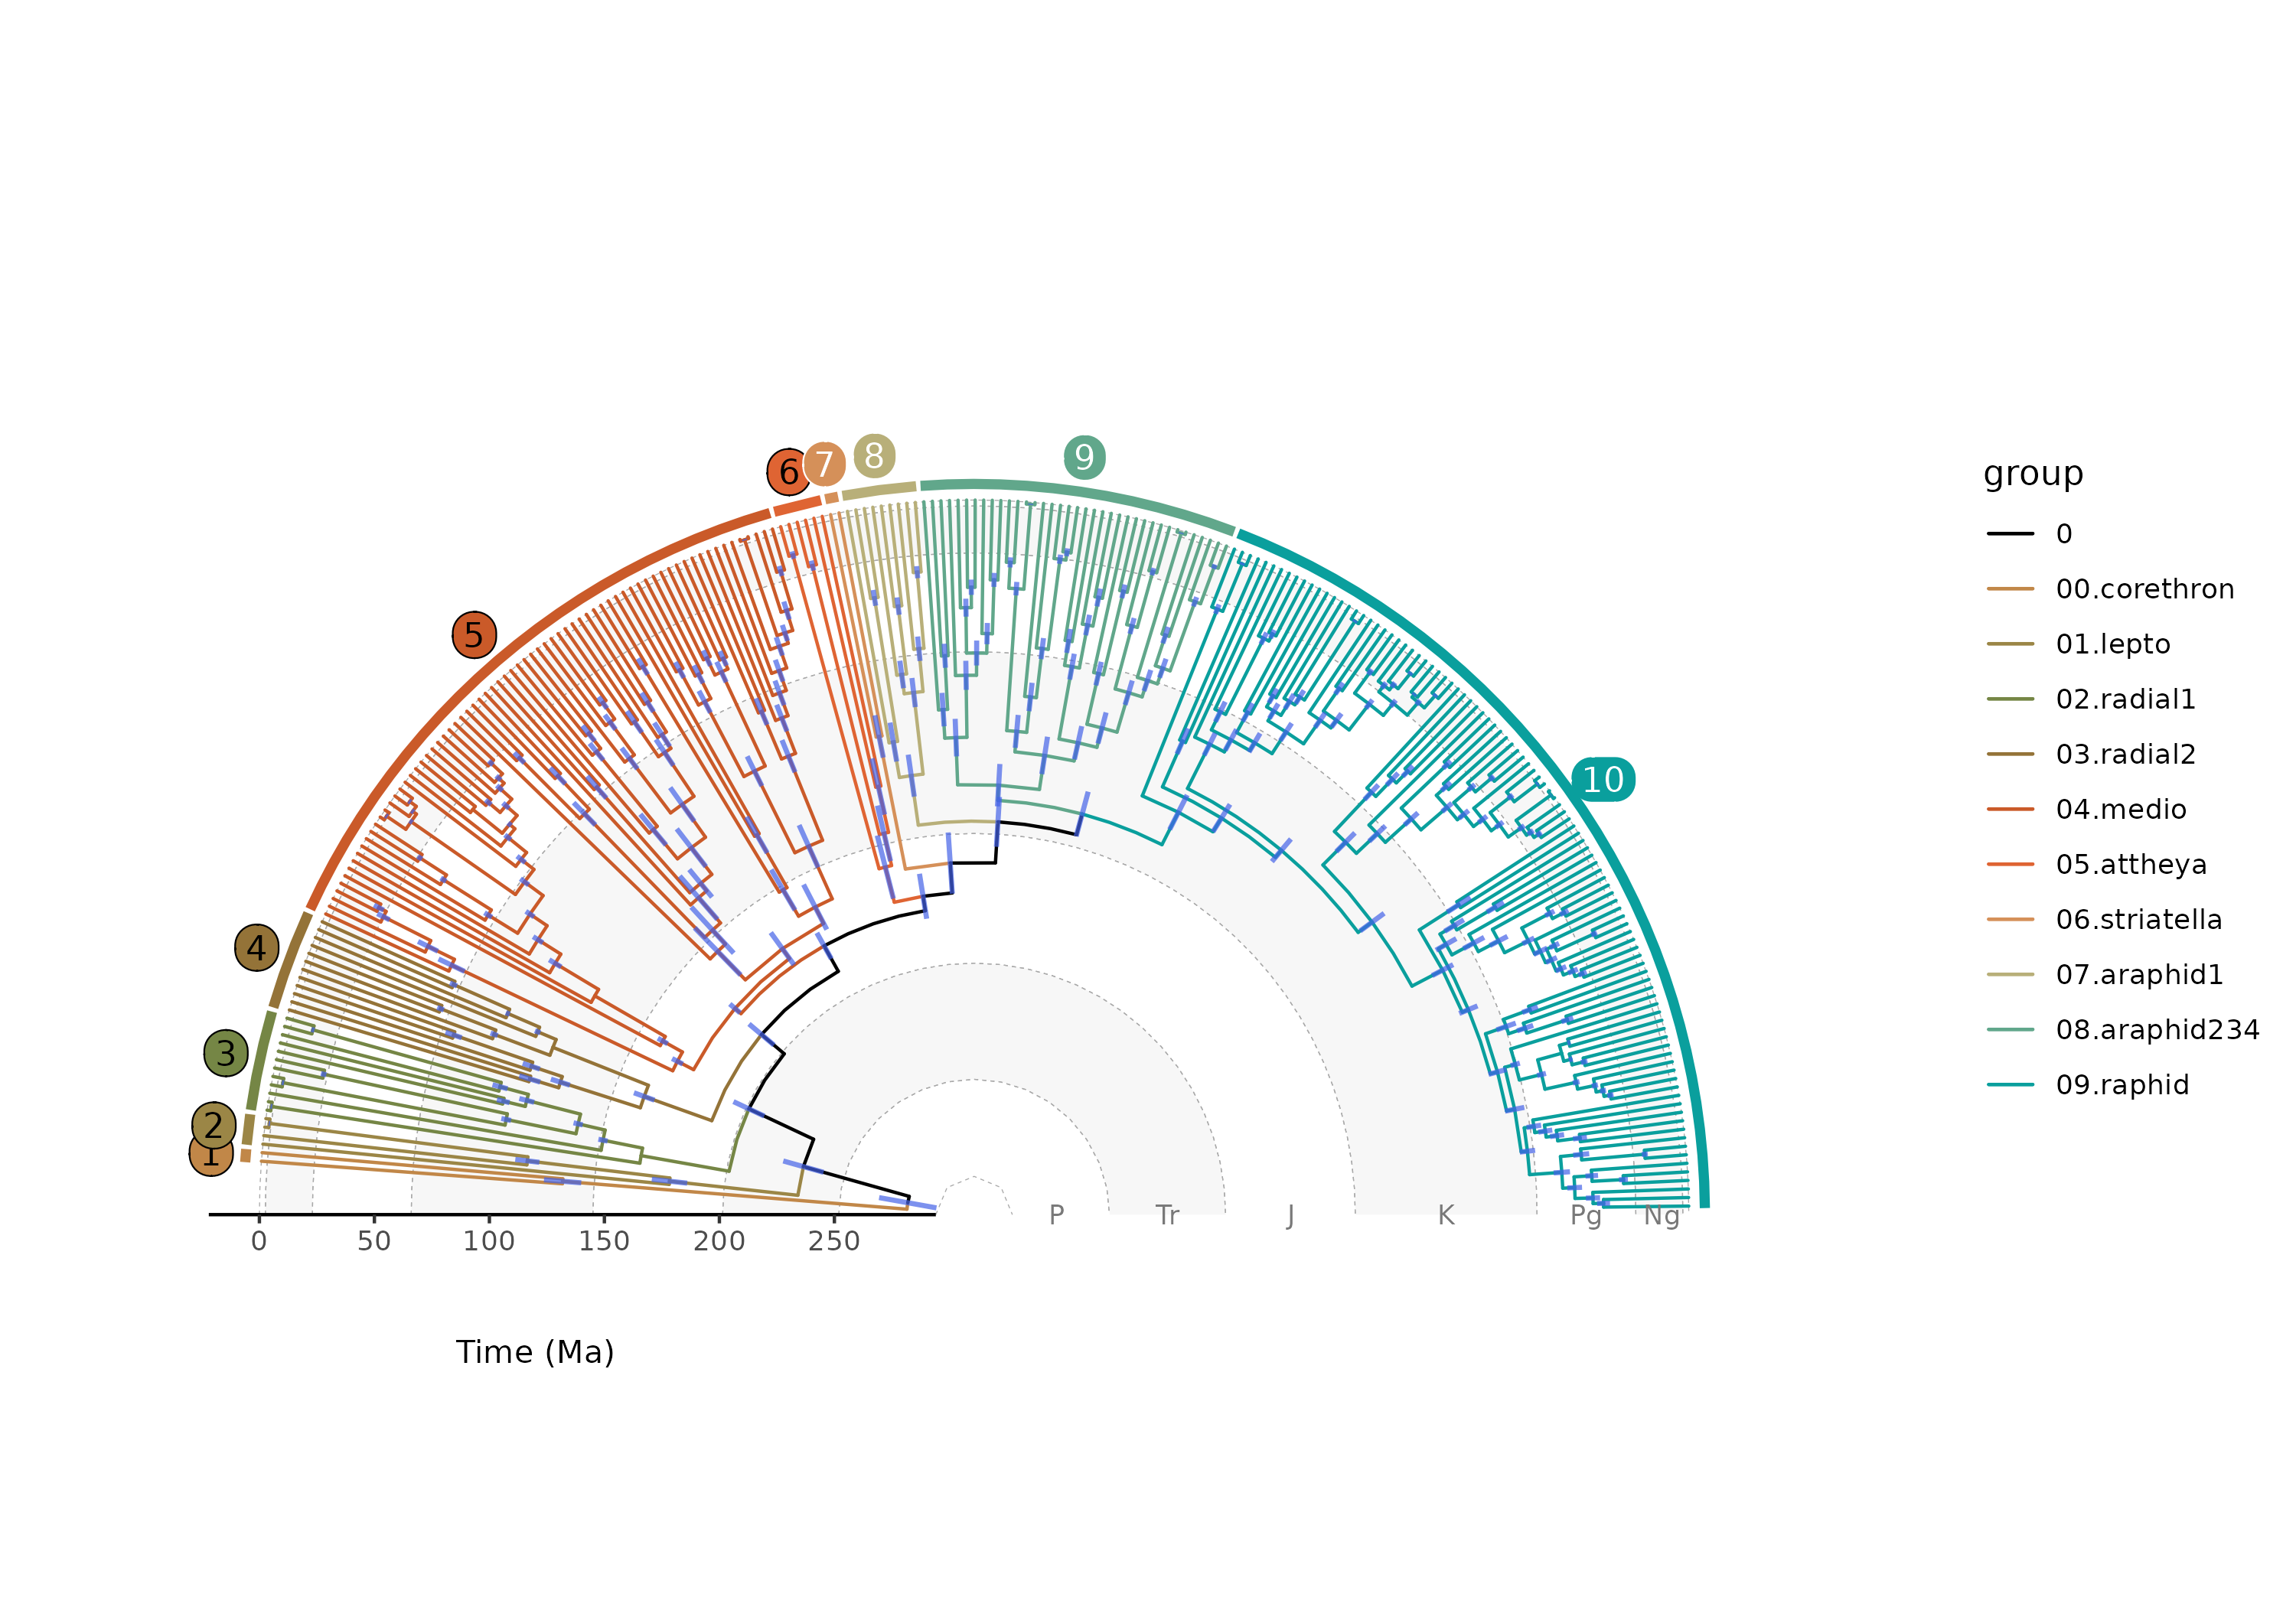 8
9
6
7
5
10
4
3
2
1
P
Tr
J
K
Pg
Ng
0
50
100
150
200
250
Time (Ma)
group
0
00.corethron
01.lepto
02.radial1
03.radial2
04.medio
05.attheya
06.striatella
07.araphid1
08.araphid234
09.raphid